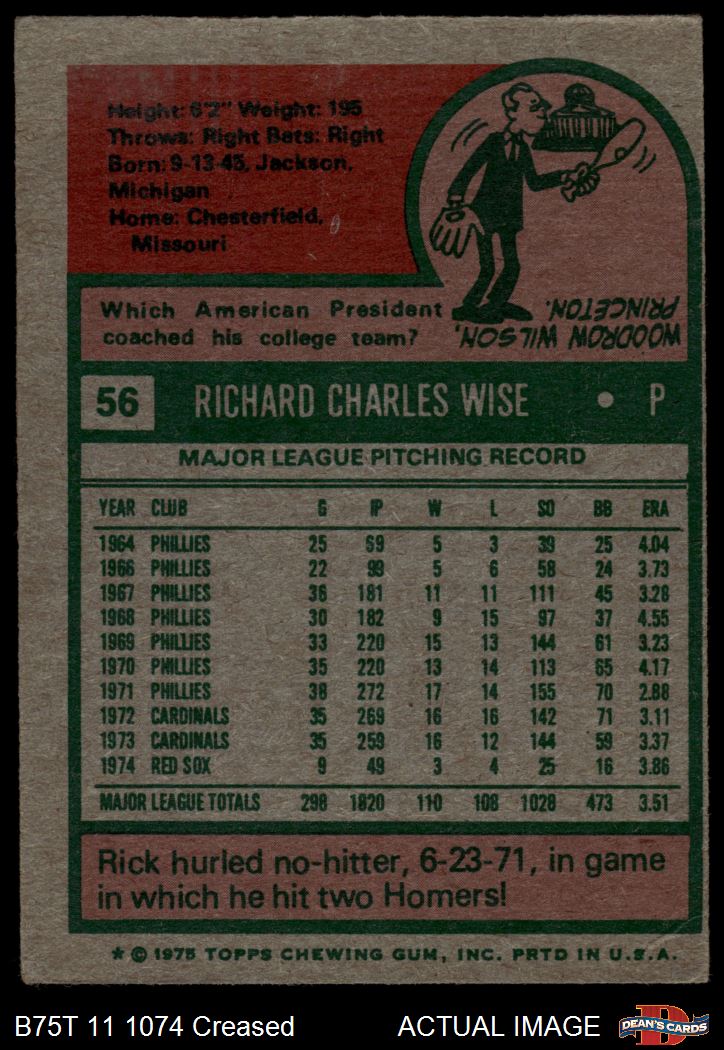 Height: 6'2" Weight: 195
Throws: Right Bats: Right
Born: 9-13-45, Jackson,
Michigan
Home: Chesterfield,
Missouri
Which American President
coached his college team?
WOODROW WILSON,
PRINCETON.
56 RICHARD CHARLES WISE • P
MAJOR LEAGUE PITCHING RECORD
YEAR CLUB G IP W L SO BB ERA
1964 PHILLIES 25 69 5 3 39 25 4.04
1966 PHILLIES 22 99 5 6 58 24 3.73
1967 PHILLIES 36 181 11 11 111 45 3.28
1968 PHILLIES 30 182 9 15 97 37 4.55
1969 PHILLIES 33 220 15 13 144 61 3.23
1970 PHILLIES 35 220 13 14 113 65 4.17
1971 PHILLIES 38 272 17 14 155 70 2.88
1972 CARDINALS 35 269 16 16 142 71 3.11
1973 CARDINALS 35 259 16 12 144 59 3.37
1974 RED SOX 9 49 3 4 25 16 3.86
MAJOR LEAGUE TOTALS 298 1820 110 108 1028 473 3.51
Rick hurled no-hitter, 6-23-71, in game
in which he hit two Homers!
* © 1975 TOPPS CHEWING GUM, INC. PRTD IN U.S.A.
B75T 11 1074 Creased ACTUAL IMAGE DEAN'S CARDS